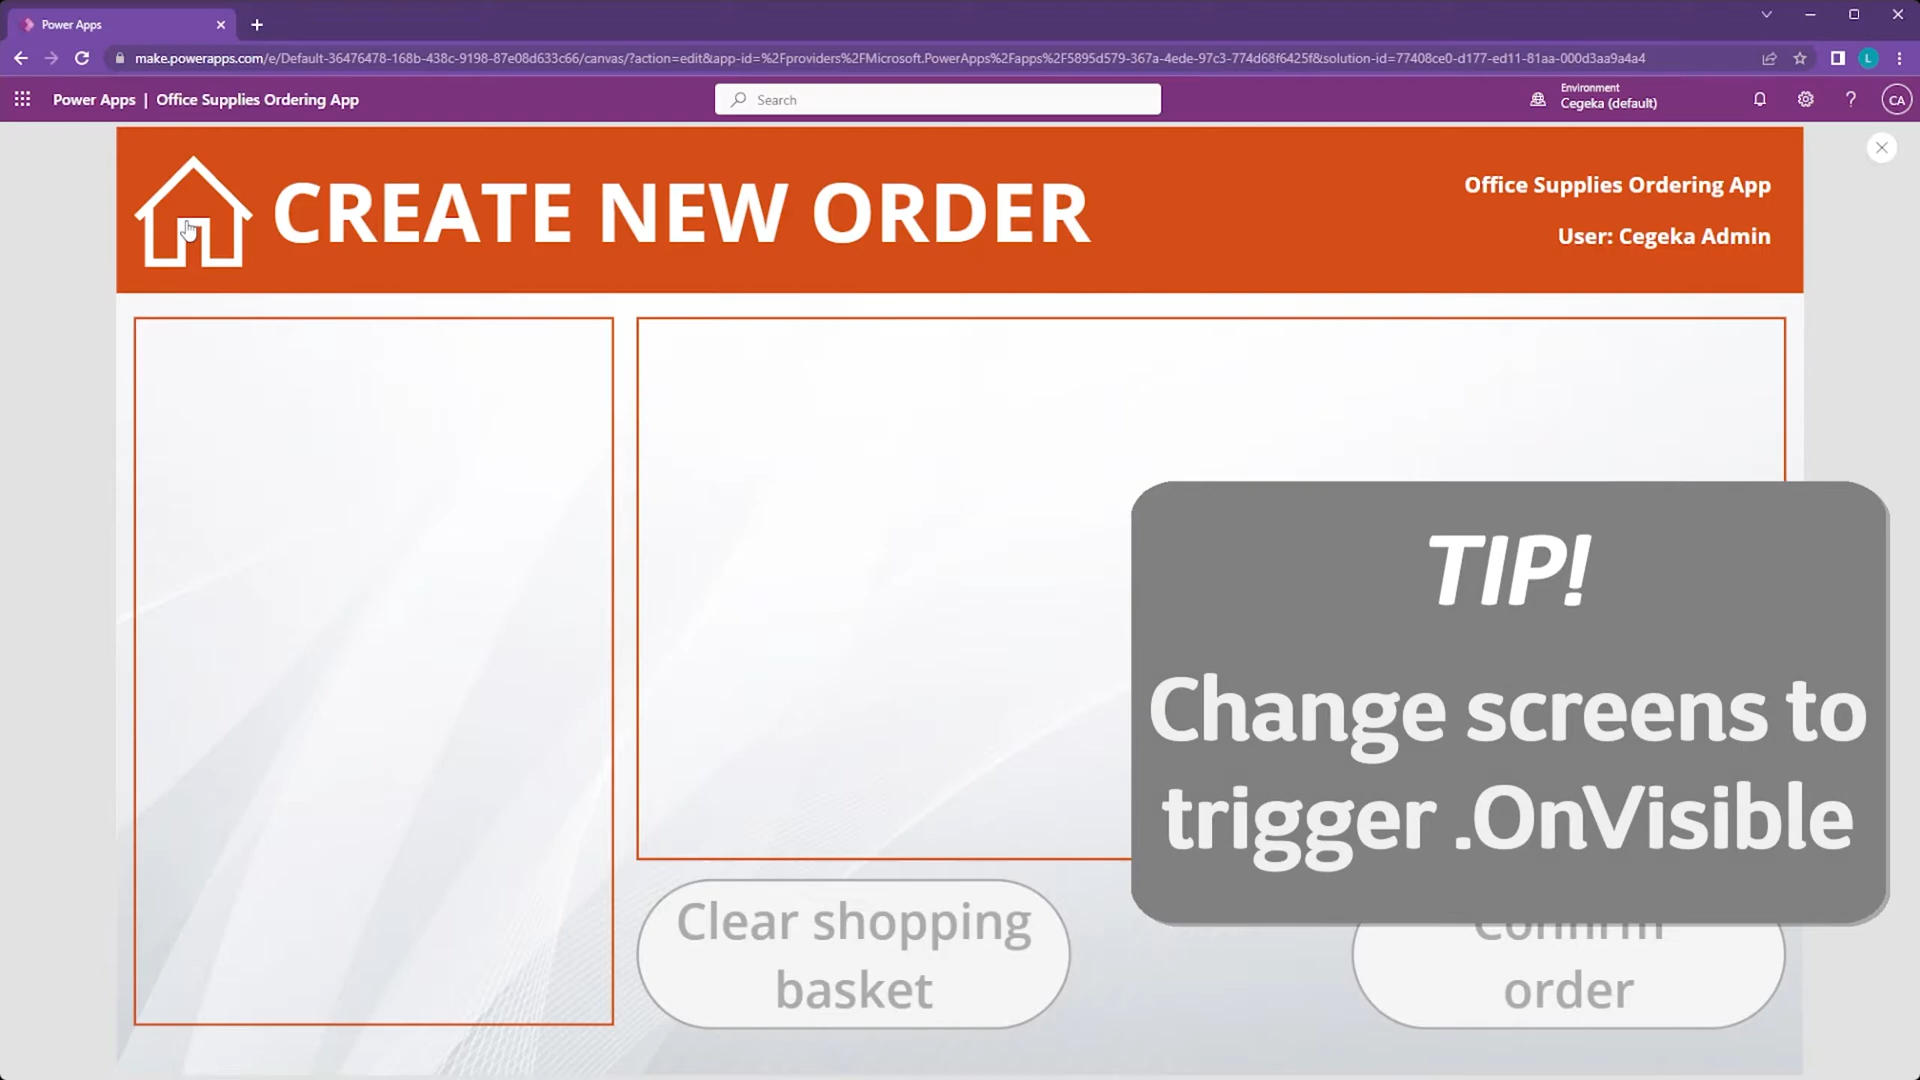 Power Apps
make.powerapps.com/e/Default-36476478-168b-438c-9198-87e08d633c66/canvas/?action=edit&app-id=%2Fproviders%2FMicrosoft.PowerApps%2Fapps%2F5895d579-367a-4ede-97c3-774d68f6425f&solution-id=77408ce0-d177-ed11-81aa-000d3aa9a4a4
L
Power Apps | Office Supplies Ordering App
Search
Environment
Cegeka (default)
?
CA
CREATE NEW ORDER
Office Supplies Ordering App
User: Cegeka Admin
TIP!
Change screens to
trigger .OnVisible
Clear shopping
basket
Confirm
order